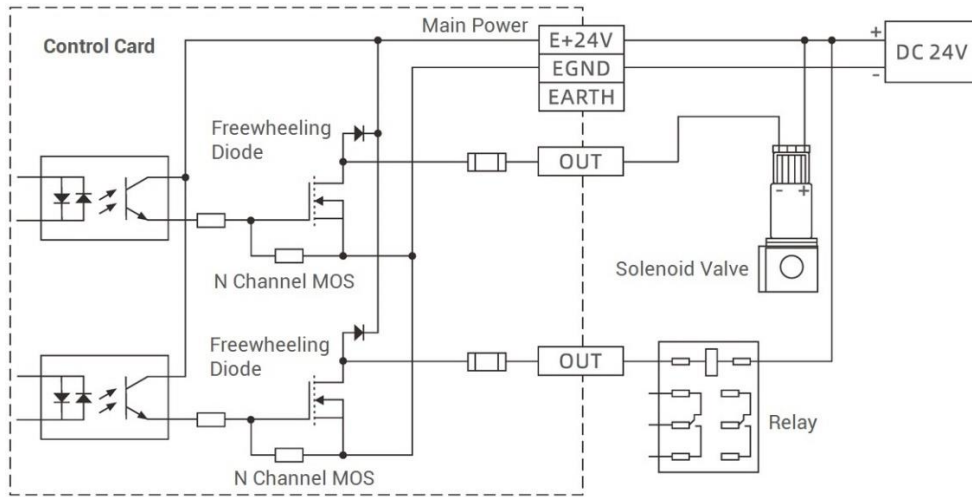 Main Power
Control Card
E+24V
+
DC 24V
EGND
-
EARTH
Freewheeling
Diode
OUT
- +
Solenoid Valve
N Channel MOS
Freewheeling
Diode
OUT
Relay
N Channel MOS